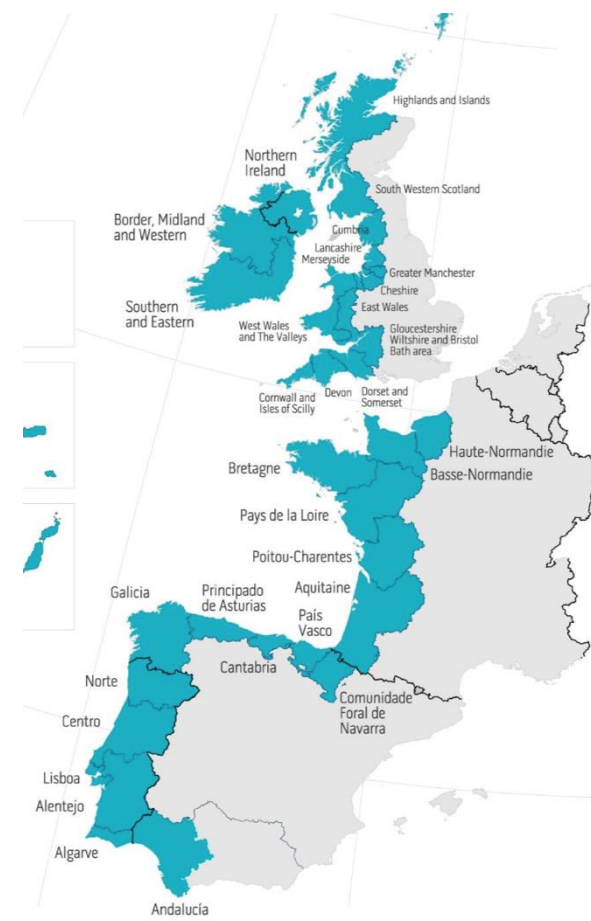 Highlands and Islands
Northern
Ireland
South Western Scotland
Border, Midland
and Western
Cumbria
Lancashire
Merseyside
Greater Manchester
Cheshire
East Wales
Southern
and Eastern
West Wales
and The Valleys
Gloucestershire
Wiltshire and Bristol
Bath area
Cornwall and
Isles of Scilly
Devon
Dorset and
Somerset
Haute-Normandie
Bretagne
Basse-Normandie
Pays de la Loire
Poitou-Charentes
Aquitaine
Galicia
Principado
de Asturias
País
Vasco
Cantabria
Norte
Comunidade
Foral de
Navarra
Centro
Lisboa
Alentejo
Algarve
Andalucía